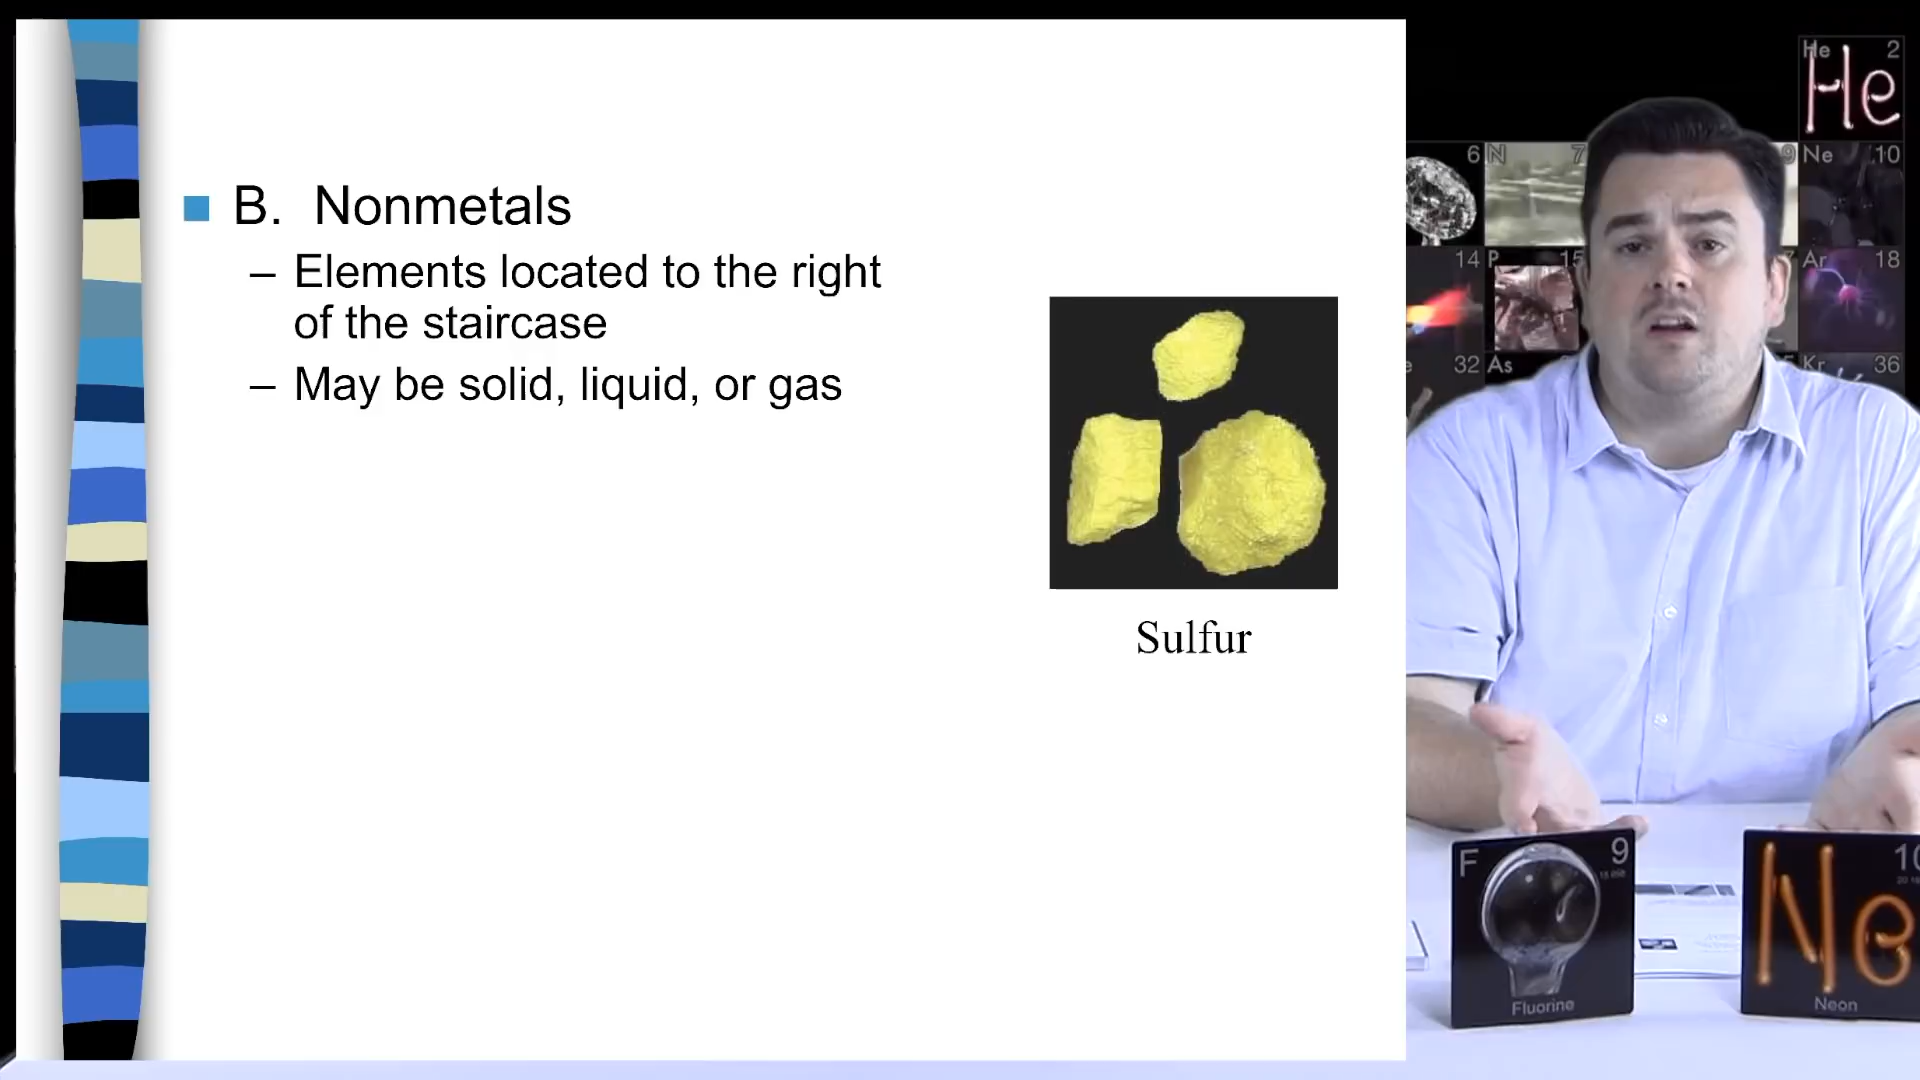 B. Nonmetals
– Elements located to the right
of the staircase
– May be solid, liquid, or gas
Sulfur
He 2
He
6
N 7
9
Ne 10
14
P 15
Ar 18
32
As
Kr 36
F 9
Fluorine
10
Ne
Neon